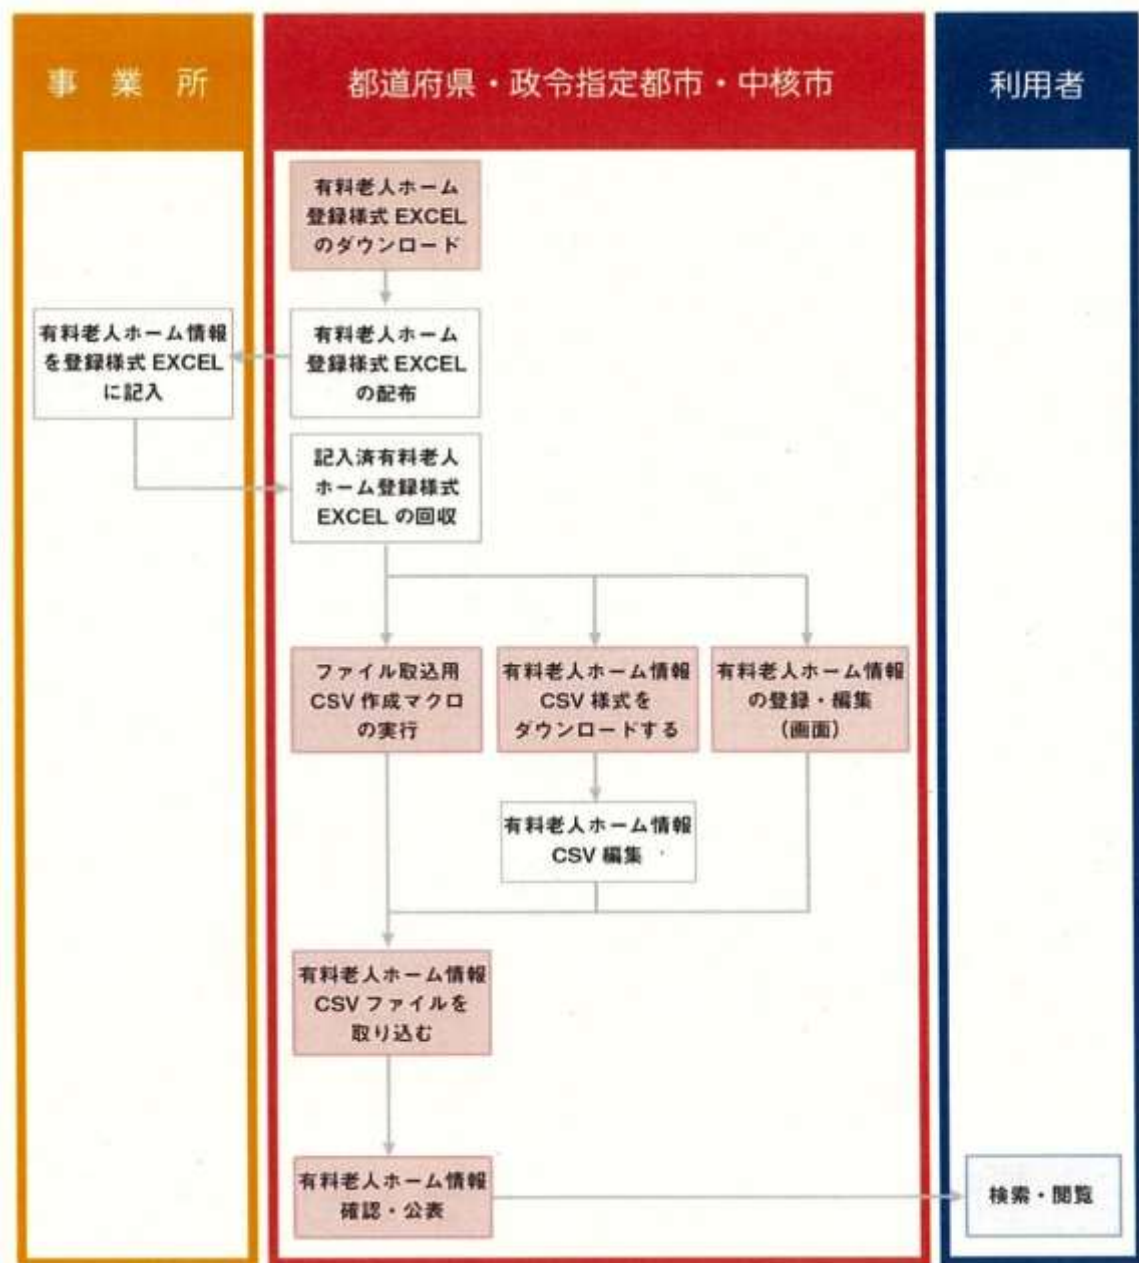 事業所
都道府県・政令指定都市・中核市
利用者
有料老人ホーム
登録様式 EXCEL
のダウンロード
有料老人ホーム情報
を登録様式 EXCEL
に記入
有料老人ホーム
登録様式 EXCEL
の配布
記入済有料老人
ホーム登録様式
EXCEL の回収
ファイル取込用
CSV 作成マクロ
の実行
有料老人ホーム情報
CSV 様式を
ダウンロードする
有料老人ホーム情報
の登録・編集
(画面)
有料老人ホーム情報
CSV 編集
有料老人ホーム情報
CSV ファイルを
取り込む
有料老人ホーム情報
確認・公表
検索・閲覧